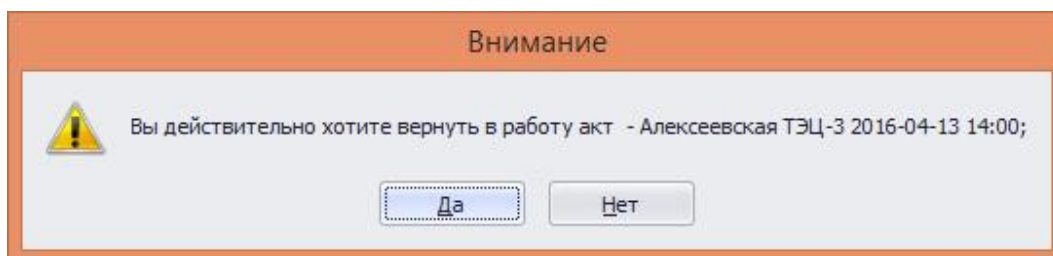 Внимание
Вы действительно хотите вернуть в работу акт - Алексеевская ТЭЦ-3 2016-04-13 14:00;
Да Нет